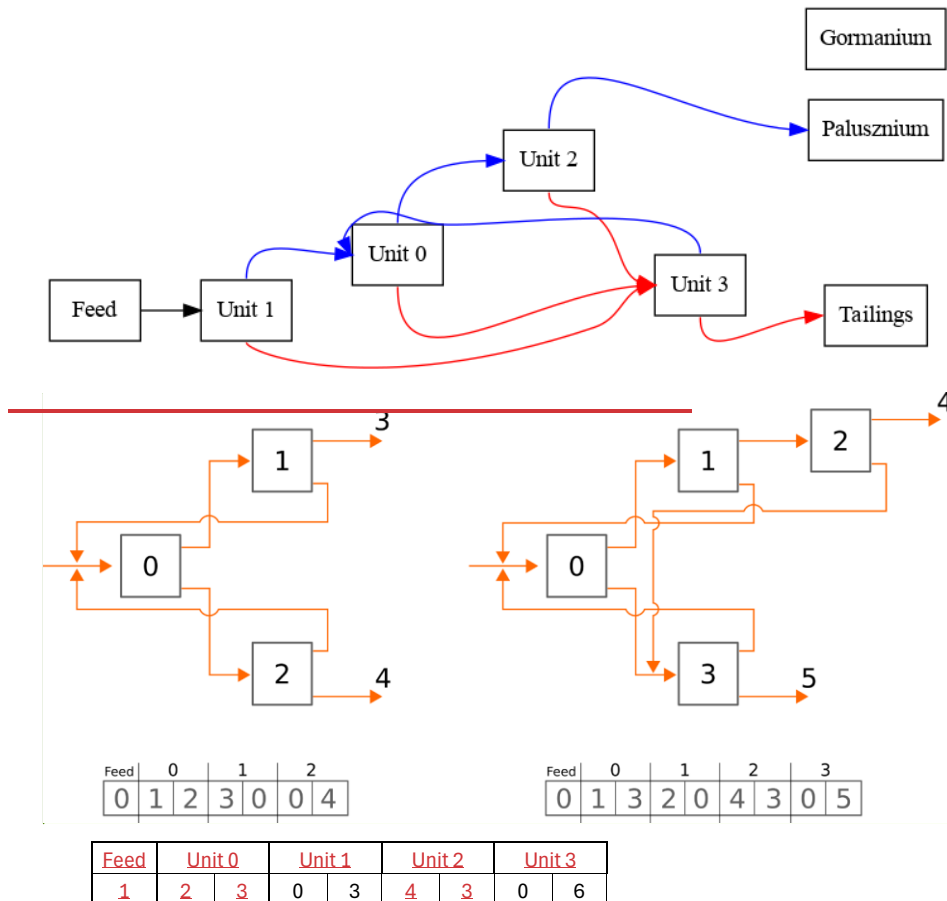 Gormanium
Palusznium
Unit 2
Unit 0
Unit 3
Feed
Unit 1
Tailings
3
1
0
2
4
4
2
1
0
3
5
Feed 0 1 2
0 1 2 3 0 0 4
Feed 0 1 2 3
0 1 3 2 0 4 3 0 5
Feed Unit 0 Unit 1 Unit 2 Unit 3
1 2 3 0 3 4 3 0 6